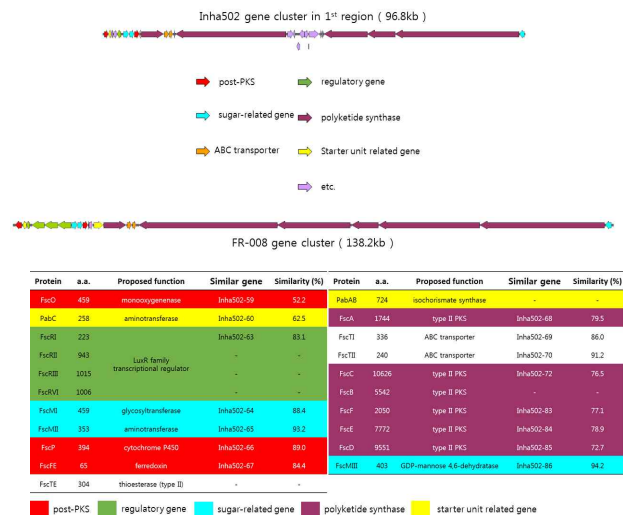 Inha502 gene cluster in 1st region ( 96.8kb )
post-PKS
regulatory gene
sugar-related gene
polyketide synthase
ABC transporter
Starter unit related gene
etc.
FR-008 gene cluster ( 138.2kb )
Protein a.a. Proposed function Similar gene Similarity (%)
FscO 459 monooxygenenase Inha502-59 52.2
PabC 258 aminotransferase Inha502-60 62.5
FscRI 223 Inha502-63 83.1
FscRII 943 - -
LuxR family transcriptional regulator
FscRIII 1015 - -
FscRVI 1006 - -
FscMI 459 glycosyltransferase Inha502-64 88.4
FscMII 353 aminotransferase Inha502-65 93.2
FscP 394 cytochrome P450 Inha502-66 89.0
FscFE 65 ferredoxin Inha502-67 84.4
FscTE 304 thioesterase (type II) - -
Protein a.a. Proposed function Similar gene Similarity (%)
PabAB 724 isochorismate synthase - -
FscA 1744 type II PKS Inha502-68 79.5
FscTI 336 ABC transporter Inha502-69 86.0
FscTII 240 ABC transporter Inha502-70 91.2
FscC 10626 type II PKS Inha502-72 76.5
FscB 5542 type II PKS - -
FscF 2050 type II PKS Inha502-83 77.1
FscE 7772 type II PKS Inha502-84 78.9
FscD 9551 type II PKS Inha502-85 72.7
FscMIII 403 GDP-mannose 4,6-dehydratase Inha502-86 94.2
post-PKS
regulatory gene
sugar-related gene
polyketide synthase
starter unit related gene